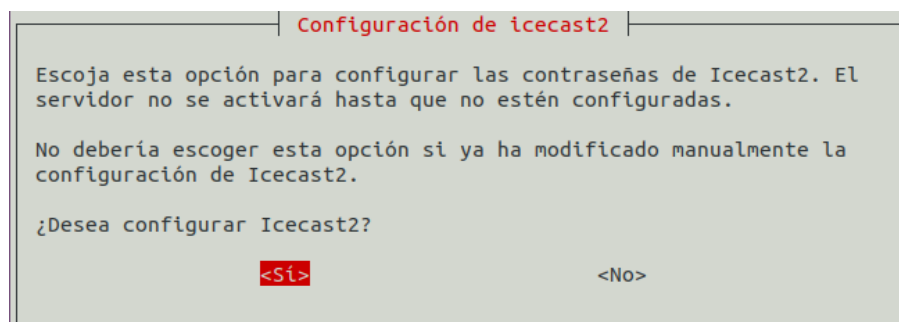 Configuración de icecast2
Escoja esta opción para configurar las contraseñas de Icecast2. El
servidor no se activará hasta que no estén configuradas.
No debería escoger esta opción si ya ha modificado manualmente la
configuración de Icecast2.
¿Desea configurar Icecast2?
<Sí> <No>